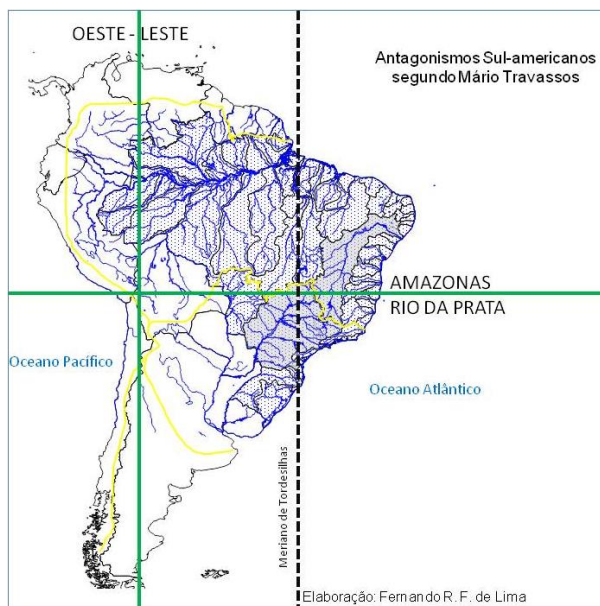 OESTE - LESTE
Antagonismos Sul-americanos
segundo Mário Travassos
AMAZONAS
RIO DA PRATA
Oceano Pacífico
Oceano Atlântico
Meriano de Tordesilhas
Elaboração: Fernando R. F. de Lima